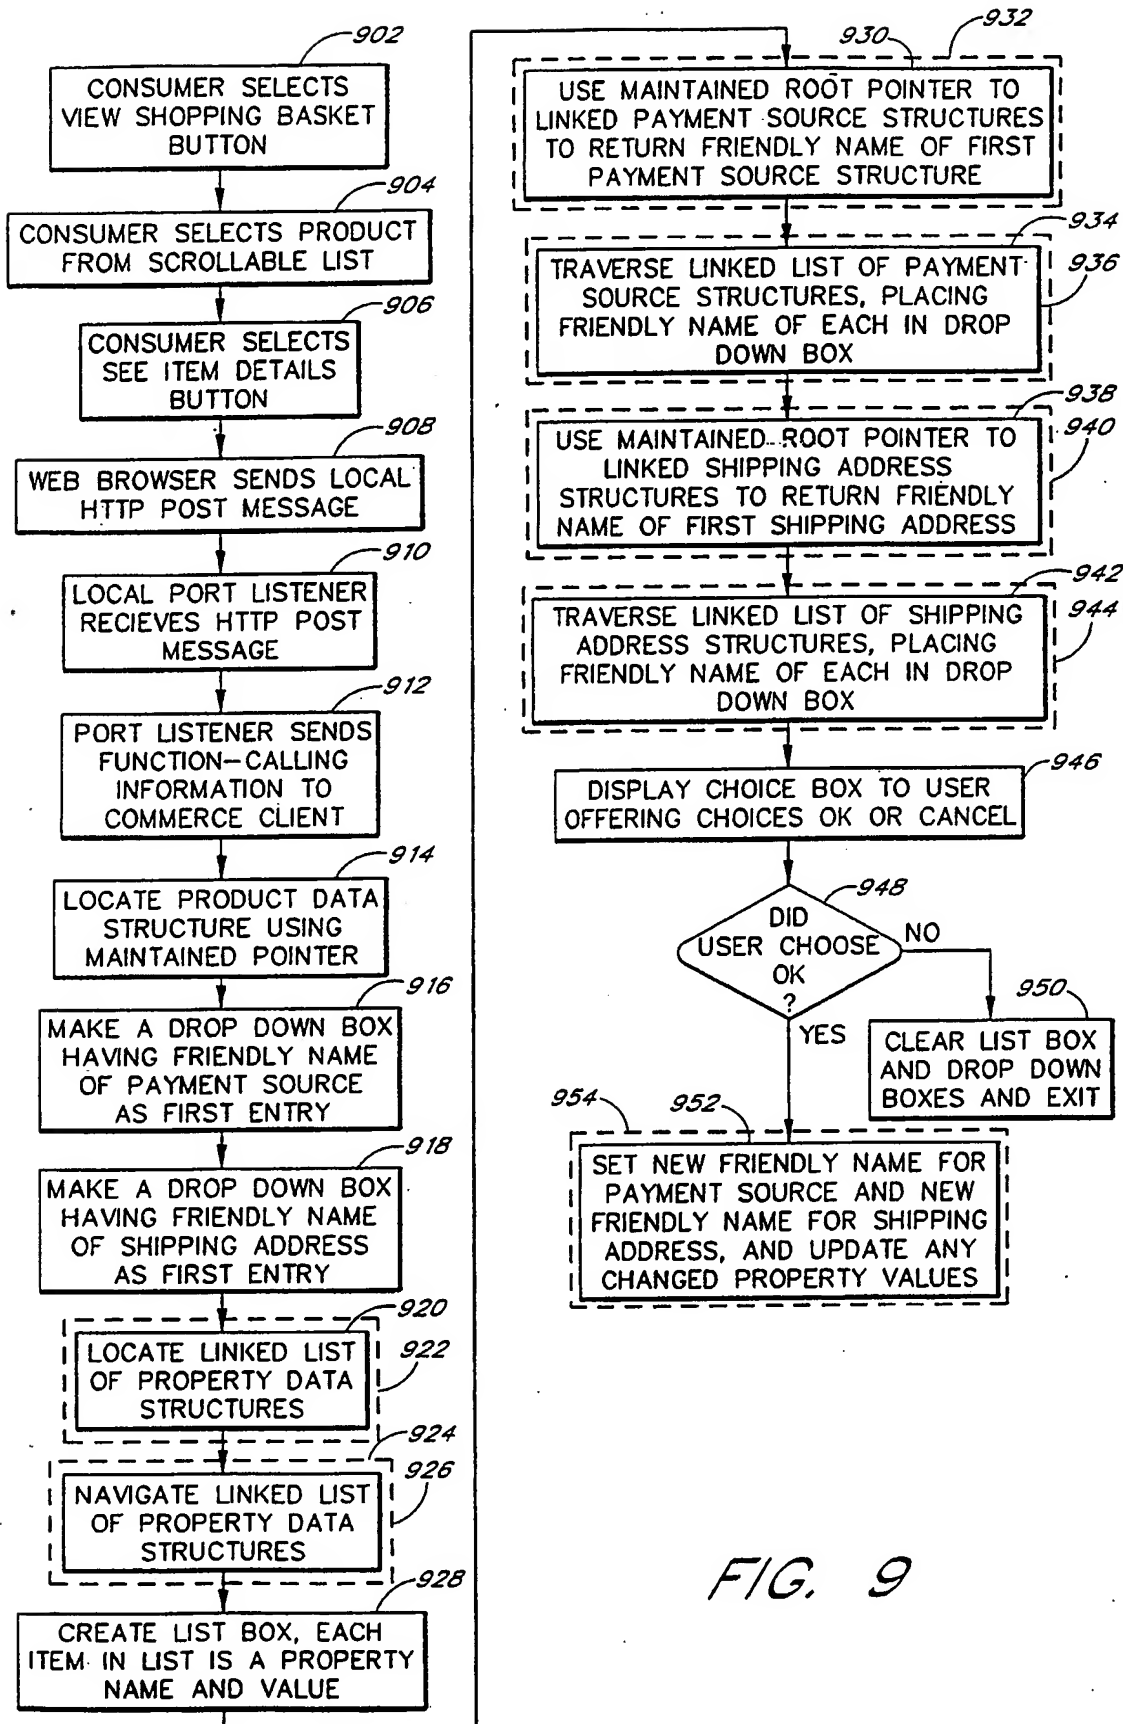 902
CONSUMER SELECTS
VIEW SHOPPING BASKET
BUTTON
904
CONSUMER SELECTS PRODUCT
FROM SCROLLABLE LIST
906
CONSUMER SELECTS
SEE ITEM DETAILS
BUTTON
908
WEB BROWSER SENDS LOCAL
HTTP POST MESSAGE
910
LOCAL PORT LISTENER
RECIEVES HTTP POST
MESSAGE
912
PORT LISTENER SENDS
FUNCTION-CALLING
INFORMATION TO
COMMERCE CLIENT
914
LOCATE PRODUCT DATA
STRUCTURE USING
MAINTAINED POINTER
916
MAKE A DROP DOWN BOX
HAVING FRIENDLY NAME
OF PAYMENT SOURCE
AS FIRST ENTRY
918
MAKE A DROP DOWN BOX
HAVING FRIENDLY NAME
OF SHIPPING ADDRESS
AS FIRST ENTRY
920
922
LOCATE LINKED LIST
OF PROPERTY DATA
STRUCTURES
924
926
NAVIGATE LINKED LIST
OF PROPERTY DATA
STRUCTURES
928
CREATE LIST BOX, EACH
ITEM IN LIST IS A PROPERTY
NAME AND VALUE
930
932
USE MAINTAINED ROOT POINTER TO
LINKED PAYMENT SOURCE STRUCTURES
TO RETURN FRIENDLY NAME OF FIRST
PAYMENT SOURCE STRUCTURE
934
936
TRAVERSE LINKED LIST OF PAYMENT
SOURCE STRUCTURES, PLACING
FRIENDLY NAME OF EACH IN DROP
DOWN BOX
938
940
USE MAINTAINED ROOT POINTER TO
LINKED SHIPPING ADDRESS
STRUCTURES TO RETURN FRIENDLY
NAME OF FIRST SHIPPING ADDRESS
942
944
TRAVERSE LINKED LIST OF SHIPPING
ADDRESS STRUCTURES, PLACING
FRIENDLY NAME OF EACH IN DROP
DOWN BOX
946
DISPLAY CHOICE BOX TO USER
OFFERING CHOICES OK OR CANCEL
948
DID
USER CHOOSE
OK
?
NO
YES
950
CLEAR LIST BOX
AND DROP DOWN
BOXES AND EXIT
954
952
SET NEW FRIENDLY NAME FOR
PAYMENT SOURCE AND NEW
FRIENDLY NAME FOR SHIPPING
ADDRESS, AND UPDATE ANY
CHANGED PROPERTY VALUES
FIG. 9